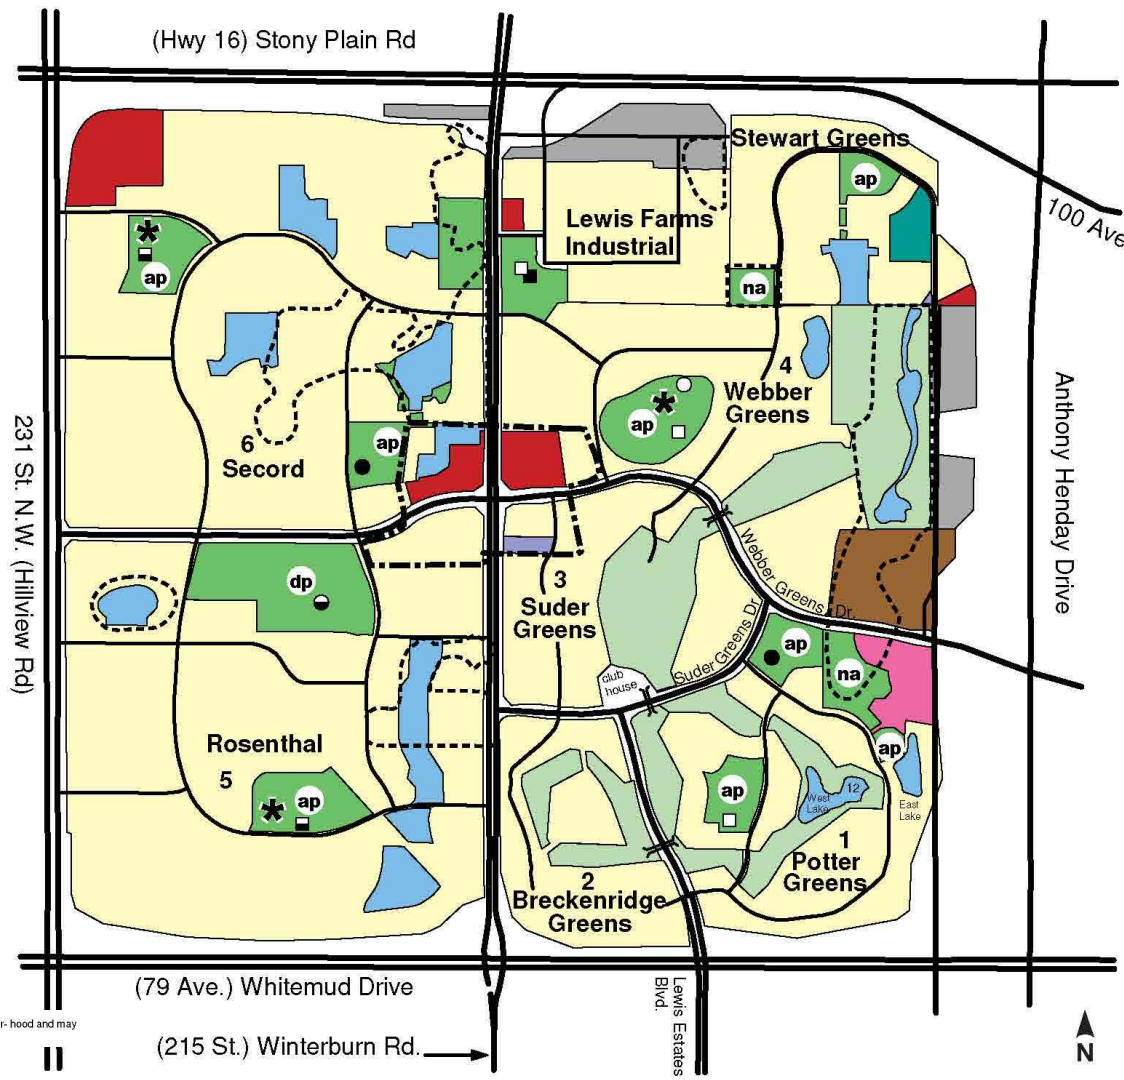 (Hwy 16) Stony Plain Rd
Stewart Greens
ap
100 Ave
Lewis Farms
Industrial
ap
na
4
Webber
Greens
ap
6
Secord
ap
231 St. N.W. (Hillview Rd)
Anthony Henday Drive
dp
3
Suder
Greens
Webber Greens Dr.
Suder Greens Dr.
ap
na
club
house
Rosenthal
5
ap
ap
ap
West
Lake
12
East
Lake
1
Potter
Greens
2
Breckenridge
Greens
(79 Ave.) Whitemud Drive
Lewis Estates
Blvd.
r- hood and may
(215 St.) Winterburn Rd.
N